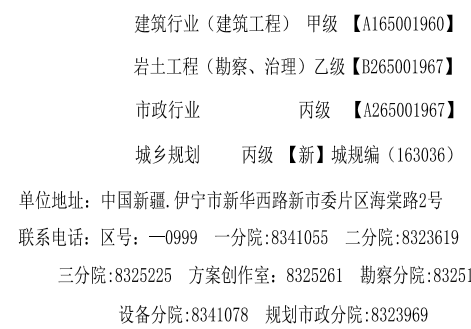 建筑行业（建筑工程） 甲级 【A165001960】
岩土工程（勘察、治理）乙级【B265001967】
市政行业 丙级 【A265001967】
城乡规划 丙级 【新】城规编（163036）
单位地址：中国新疆.伊宁市新华西路新市委片区海棠路2号
联系电话：区号：—0999 一分院:8341055 二分院:8323619
三分院:8325225 方案创作室：8325261 勘察分院:83251
设备分院:8341078 规划市政分院:8323969